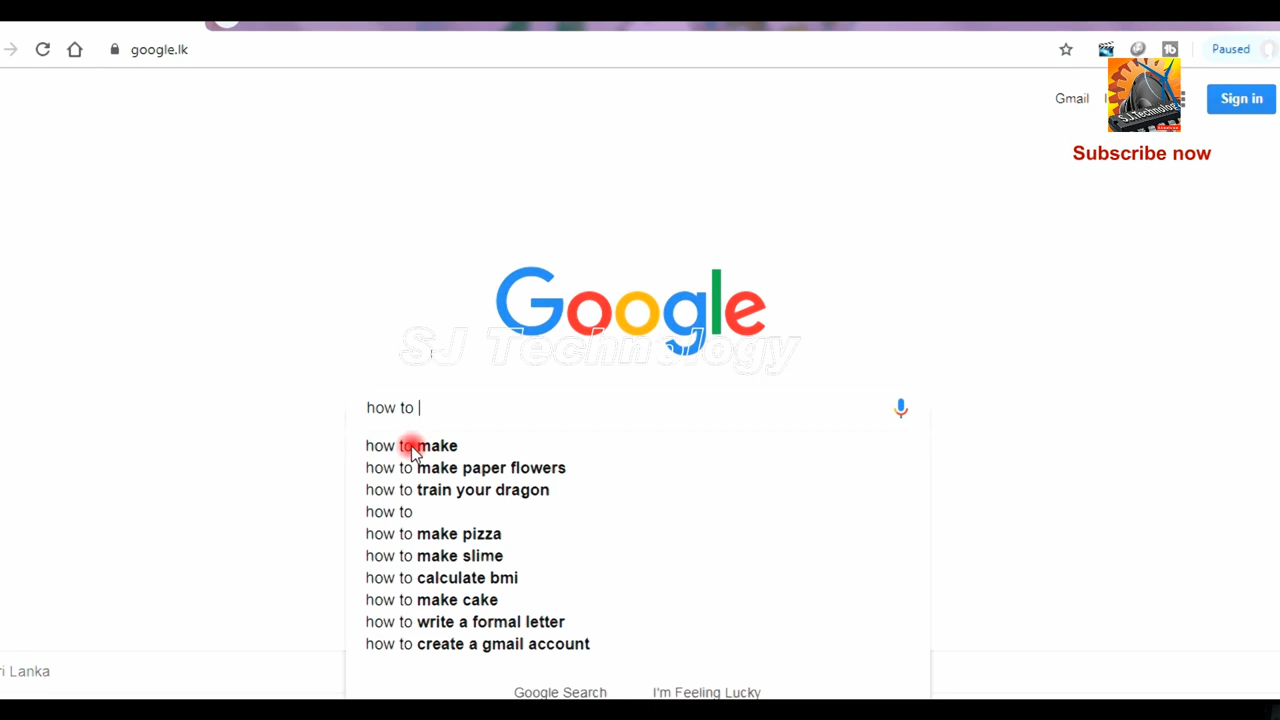 google.lk
Paused
Gmail
Sign in
S.J.Technology
Subscribe now
Google
SJ Technology
how to
how to make
how to make paper flowers
how to train your dragon
how to
how to make pizza
how to make slime
how to calculate bmi
how to make cake
how to write a formal letter
how to create a gmail account
ri Lanka
Google Search
I'm Feeling Lucky